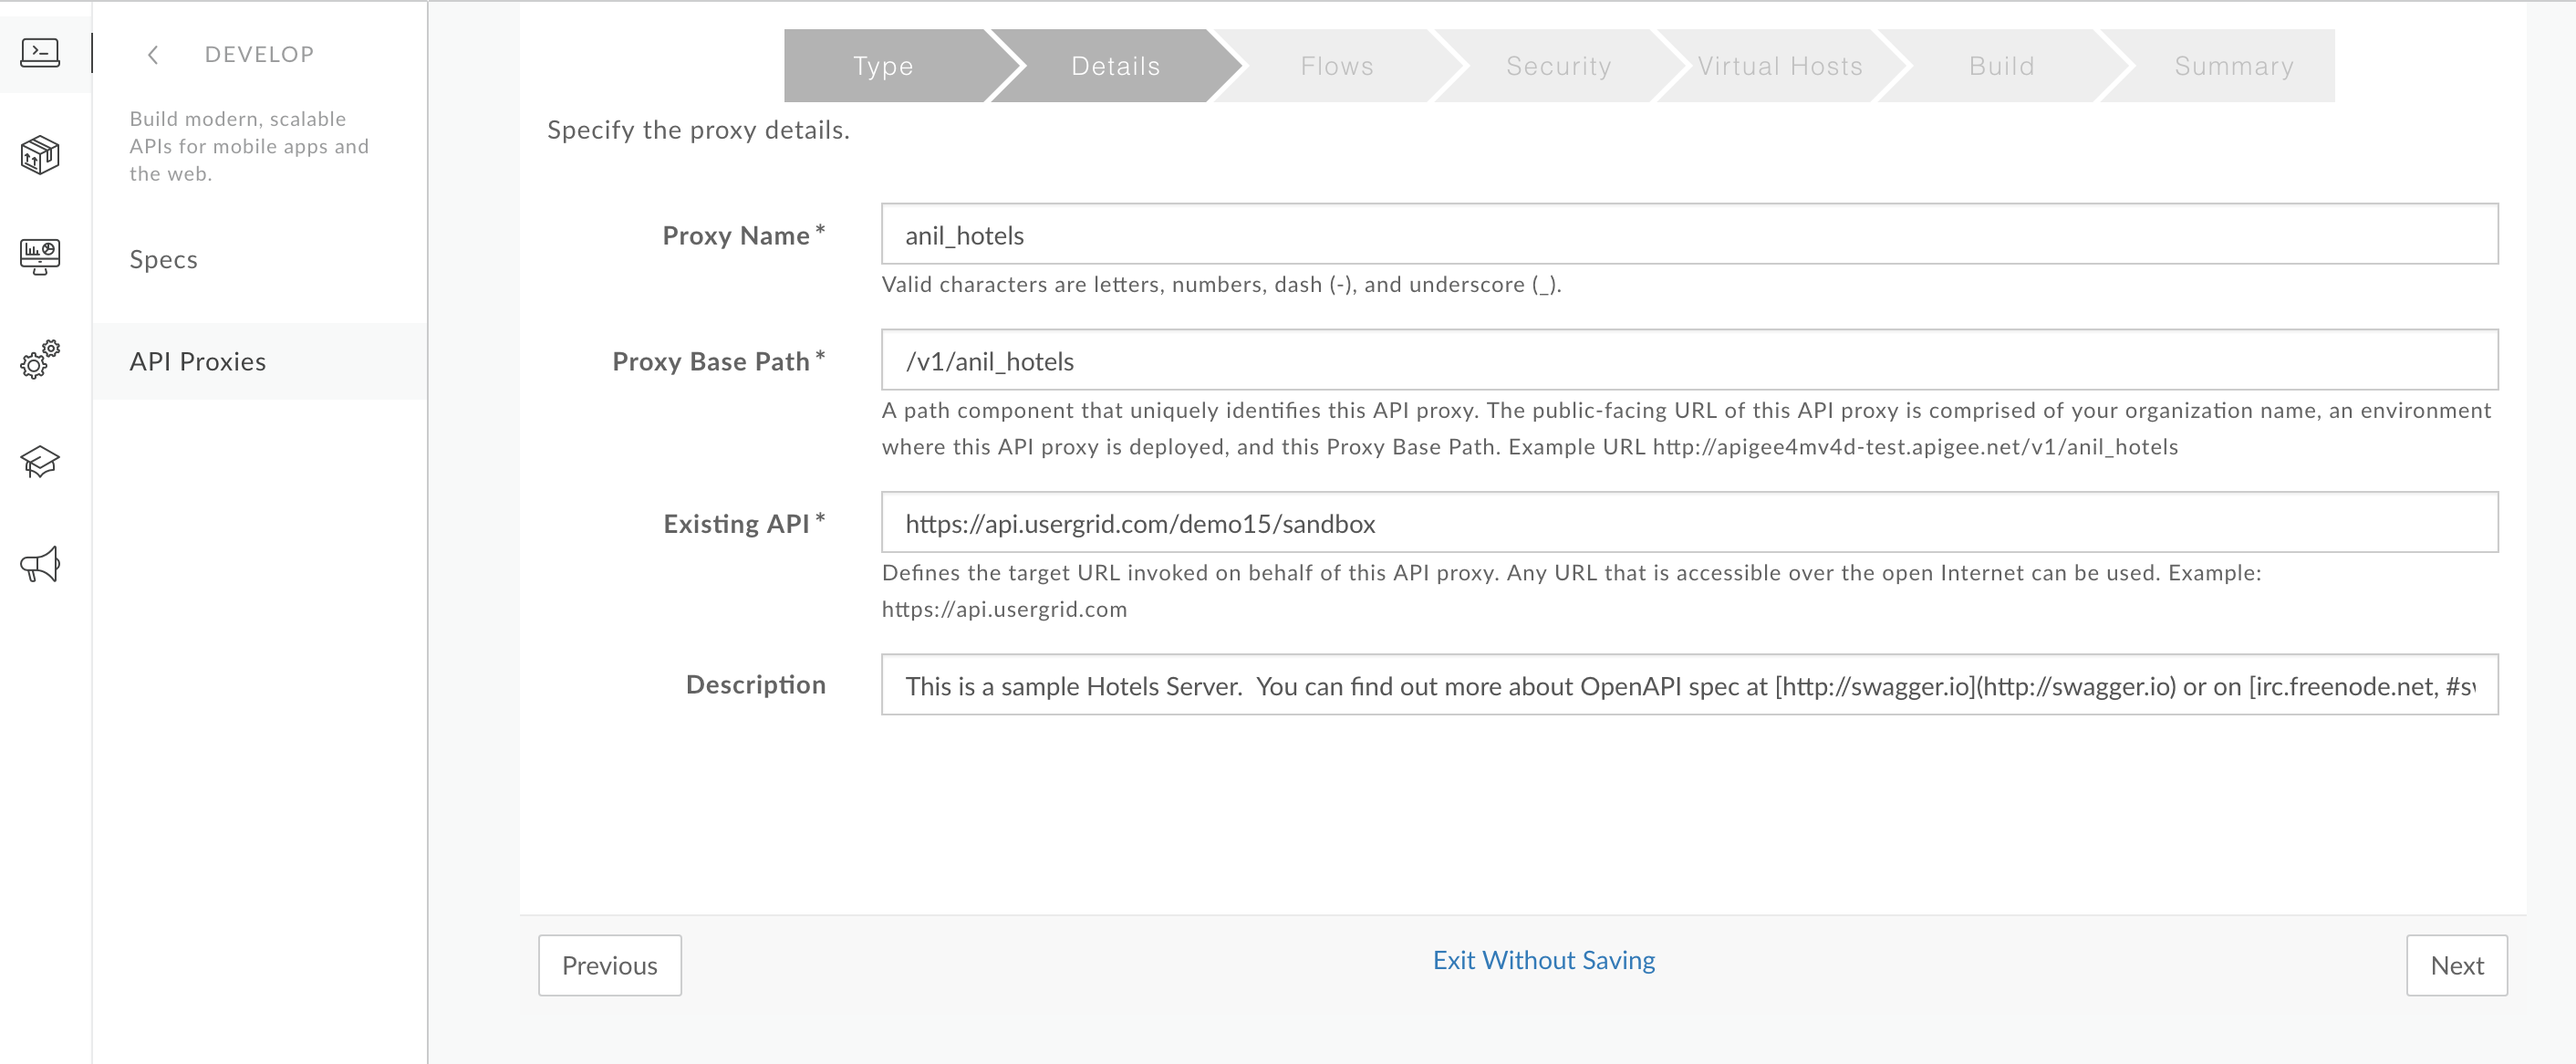 DEVELOP
Build modern, scalable
APIs for mobile apps and
the web.
Specs
API Proxies
Type
Details
Flows
Security
Virtual Hosts
Build
Summary
Specify the proxy details.
Proxy Name*
anil_hotels
Valid characters are letters, numbers, dash (-), and underscore (_).
Proxy Base Path*
/v1/anil_hotels
A path component that uniquely identifies this API proxy. The public-facing URL of this API proxy is comprised of your organization name, an environment
where this API proxy is deployed, and this Proxy Base Path. Example URL http://apigee4mv4d-test.apigee.net/v1/anil_hotels
Existing API*
https://api.usergrid.com/demo15/sandbox
Defines the target URL invoked on behalf of this API proxy. Any URL that is accessible over the open Internet can be used. Example:
https://api.usergrid.com
Description
This is a sample Hotels Server.  You can find out more about OpenAPI spec at [http://swagger.io](http://swagger.io) or on [irc.freenode.net,
Previous
Exit Without Saving
Next